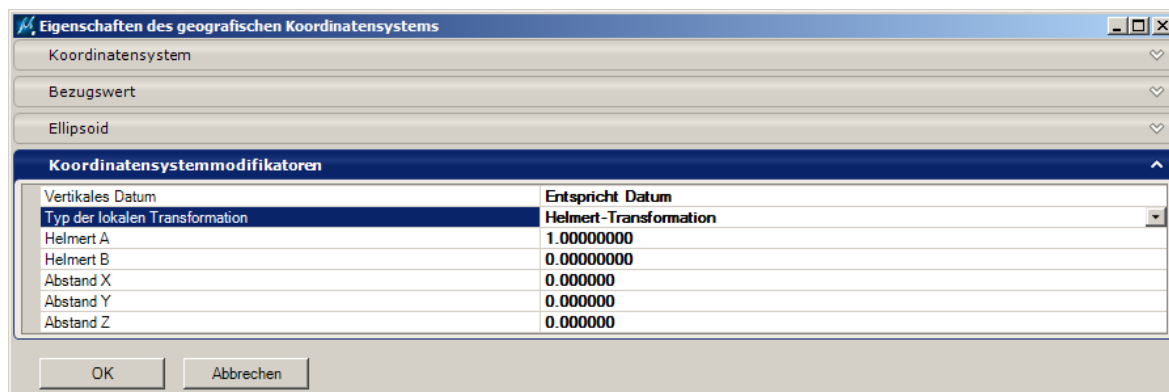 Eigenschaften des geografischen Koordinatensystems
Koordinatensystem
Bezugswert
Ellipsoid
Koordinatensystemmodifikatoren
Vertikales Datum Entspricht Datum
Typ der lokalen Transformation Helmert-Transformation
Helmert A 1.00000000
Helmert B 0.00000000
Abstand X 0.000000
Abstand Y 0.000000
Abstand Z 0.000000
OK Abbrechen